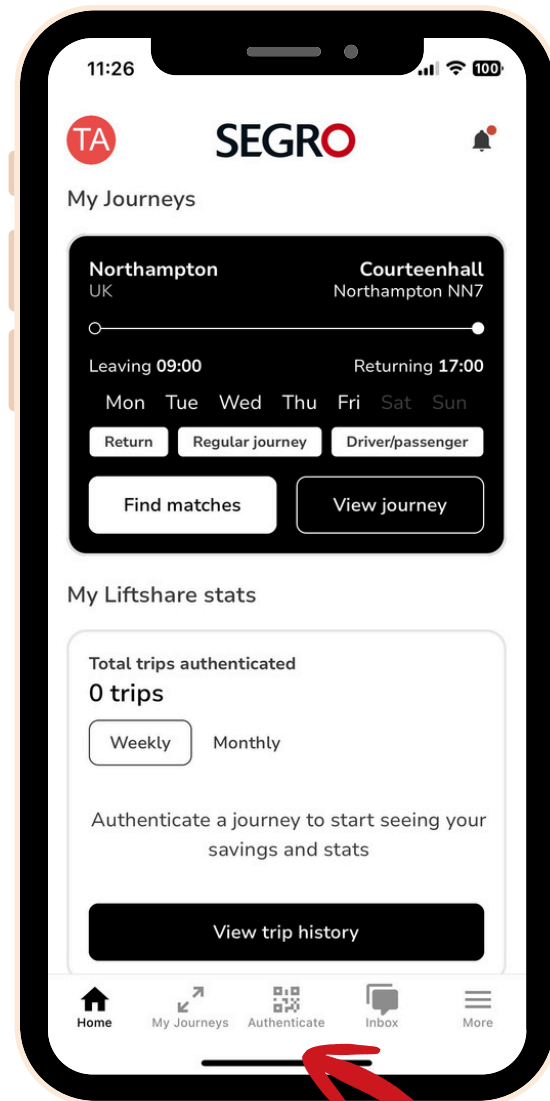 11:26
100
TA
SEGRO
My Journeys
Northampton
Courteenhall
UK
Northampton NN7
Leaving 09:00
Returning 17:00
Mon Tue Wed Thu Fri Sat Sun
Return
Regular journey
Driver/passenger
Find matches
View journey
My Liftshare stats
Total trips authenticated
0 trips
Weekly
Monthly
Authenticate a journey to start seeing your
savings and stats
View trip history
Home
My Journeys
Authenticate
Inbox
More